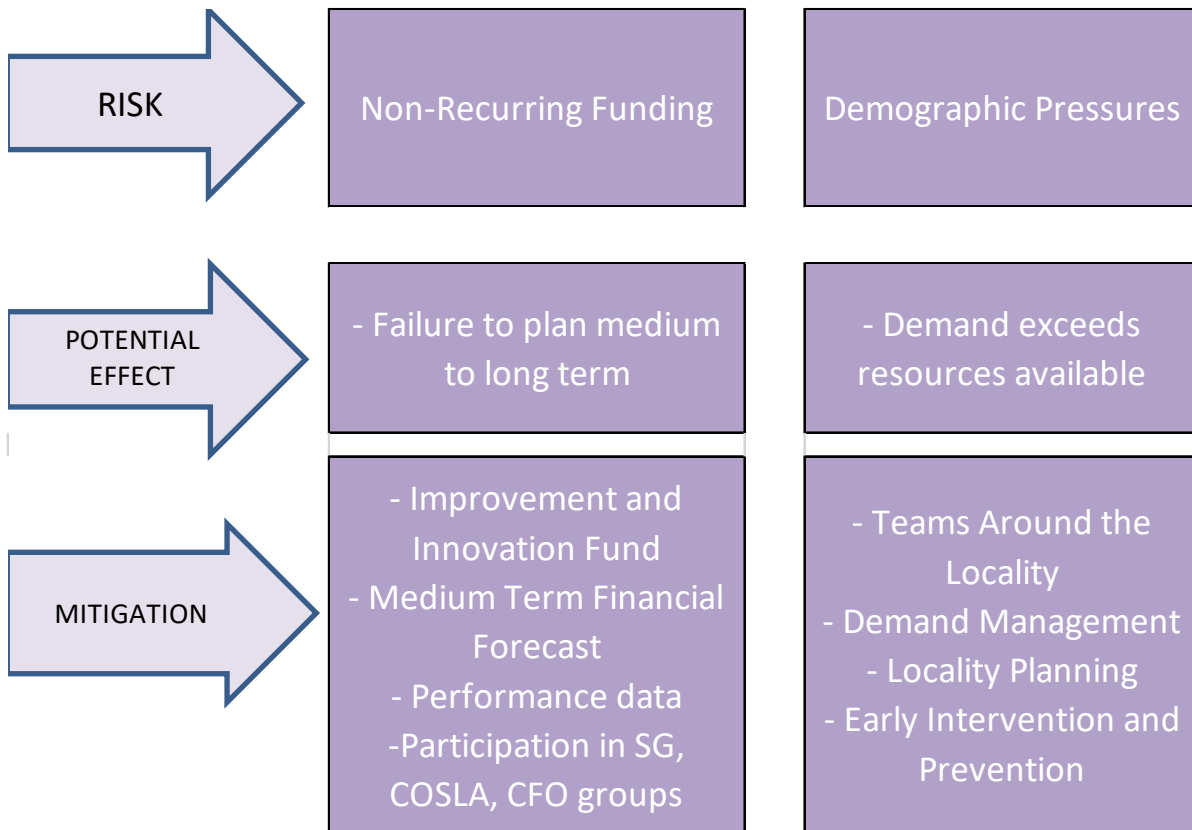 RISK
Non-Recurring Funding
Demographic Pressures
POTENTIAL
EFFECT
- Failure to plan medium
to long term
- Demand exceeds
resources available
MITIGATION
- Improvement and
Innovation Fund
- Medium Term Financial
Forecast
- Performance data
-Participation in SG,
COSLA, CFO groups
- Teams Around the
Locality
- Demand Management
- Locality Planning
- Early Intervention and
Prevention